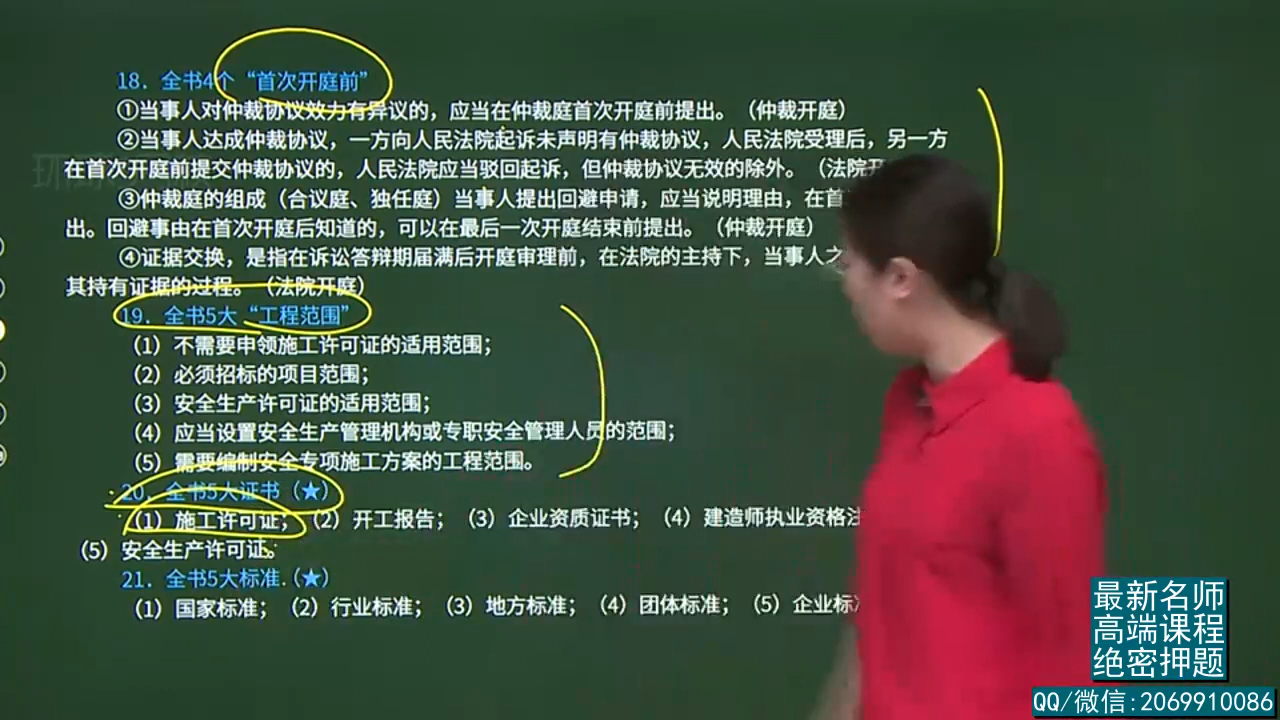 18．全书4个“首次开庭前”
①当事人对仲裁协议效力有异议的，应当在仲裁庭首次开庭前提出。（仲裁开庭）
②当事人达成仲裁协议，一方向人民法院起诉未声明有仲裁协议，人民法院受理后，另一方
在首次开庭前提交仲裁协议的，人民法院应当驳回起诉，但仲裁协议无效的除外。（法院开
③仲裁庭的组成（合议庭、独任庭）当事人提出回避申请，应当说明理由，在首
出。回避事由在首次开庭后知道的，可以在最后一次开庭结束前提出。（仲裁开庭）
④证据交换，是指在诉讼答辩期届满后开庭审理前，在法院的主持下，当事人之
其持有证据的过程。（法院开庭）
19．全书5大“工程范围”
（1）不需要申领施工许可证的适用范围；
（2）必须招标的项目范围；
（3）安全生产许可证的适用范围；
（4）应当设置安全生产管理机构或专职安全管理人员的范围；
（5）需要编制安全专项施工方案的工程范围。
20．全书5大证书（★）
（1）施工许可证；（2）开工报告；（3）企业资质证书；（4）建造师执业资格注
（5）安全生产许可证。
21．全书5大标准.（★）
（1）国家标准；（2）行业标准；（3）地方标准；（4）团体标准；（5）企业标
最新名师
高端课程
绝密押题
QQ/微信:2069910086